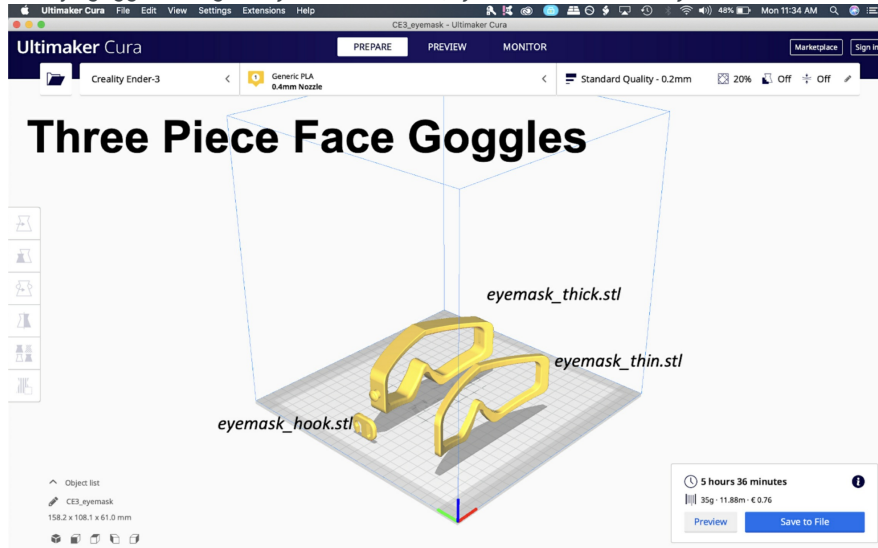 Ultimaker Cura File Edit View Settings Extensions Help 48% Mon 11:34 AM
CE3_eyemask - Ultimaker Cura
Ultimaker Cura PREPARE PREVIEW MONITOR Marketplace Sign in
Creality Ender-3 1 Generic PLA Standard Quality - 0.2mm 20% Off Off
0.4mm Nozzle
Three Piece Face Goggles
eyemask_thick.stl
eyemask_thin.stl
eyemask_hook.stl
Object list
CE3_eyemask
158.2 x 108.1 x 61.0 mm
5 hours 36 minutes
35g · 11.88m · € 0.76
Preview Save to File